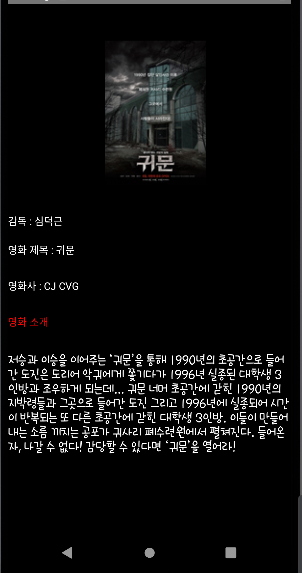 귀문
감독 : 심덕근
영화 제목 : 귀문
영화사 : CJ CVG
영화 소개
저승과 이승을 이어주는 '귀문'을 통해 1990년의 초공간으로 들어
간 도진은 도리어 악귀에게 쫓기다가 1996년 실종된 대학생 3
인방과 조우하게 되는데... 귀문 너머 초공간에 갇힌 1990년의
지박령들과 그곳으로 들어간 도진 그리고 1996년에 실종되어 시간
이 반복되는 또 다른 초공간에 갇힌 대학생 3인방. 이들이 만들어
내는 소름 끼치는 공포가 귀사리 폐수련원에서 펼쳐진다. 들어온
자, 나갈 수 없다! 감당할 수 있다면 '귀문'을 열어라!